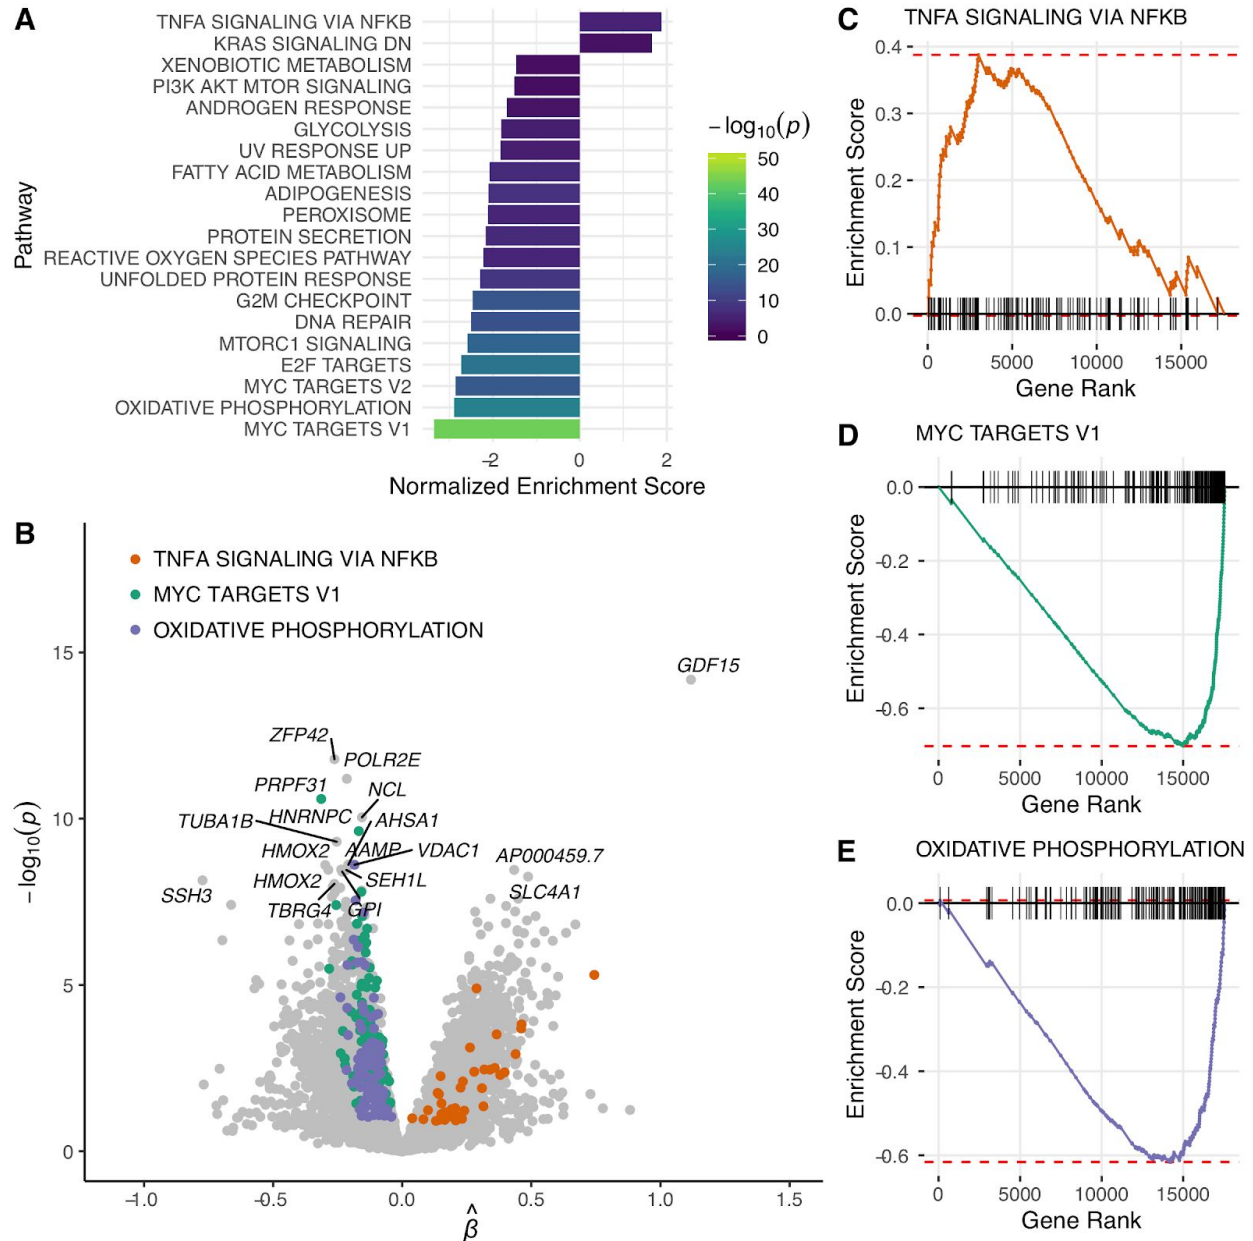 A
TNFA SIGNALING VIA NFKB
KRAS SIGNALING DN
XENOBIOTIC METABOLISM
PI3K AKT MTOR SIGNALING
ANDROGEN RESPONSE
GLYCOLYSIS
UV RESPONSE UP
FATTY ACID METABOLISM
ADIPOGENESIS
PEROXISOME
PROTEIN SECRETION
REACTIVE OXYGEN SPECIES PATHWAY
UNFOLDED PROTEIN RESPONSE
G2M CHECKPOINT
DNA REPAIR
MTORC1 SIGNALING
E2F TARGETS
MYC TARGETS V2
OXIDATIVE PHOSPHORYLATION
MYC TARGETS V1
Pathway
−2 0 2
Normalized Enrichment Score
−log₁₀(p)
50
40
30
20
10
0
B
TNFA SIGNALING VIA NFKB
MYC TARGETS V1
OXIDATIVE PHOSPHORYLATION
15
10
5
0
−log₁₀(p)
GDF15
ZFP42
POLR2E
PRPF31
NCL
HNRNPC
TUBA1B
AHSA1
HMOX2
AAMP
VDAC1
AP000459.7
HMOX2
SEH1L
SSH3
SLC4A1
TBRG4
GPI
−1.0 −0.5 0.0 0.5 1.0 1.5
β̂
C
TNFA SIGNALING VIA NFKB
0.4
0.3
0.2
0.1
0.0
Enrichment Score
0 5000 10000 15000
Gene Rank
D
MYC TARGETS V1
0.0
−0.2
−0.4
−0.6
Enrichment Score
0 5000 10000 15000
Gene Rank
E
OXIDATIVE PHOSPHORYLATION
0.0
−0.2
−0.4
−0.6
Enrichment Score
0 5000 10000 15000
Gene Rank